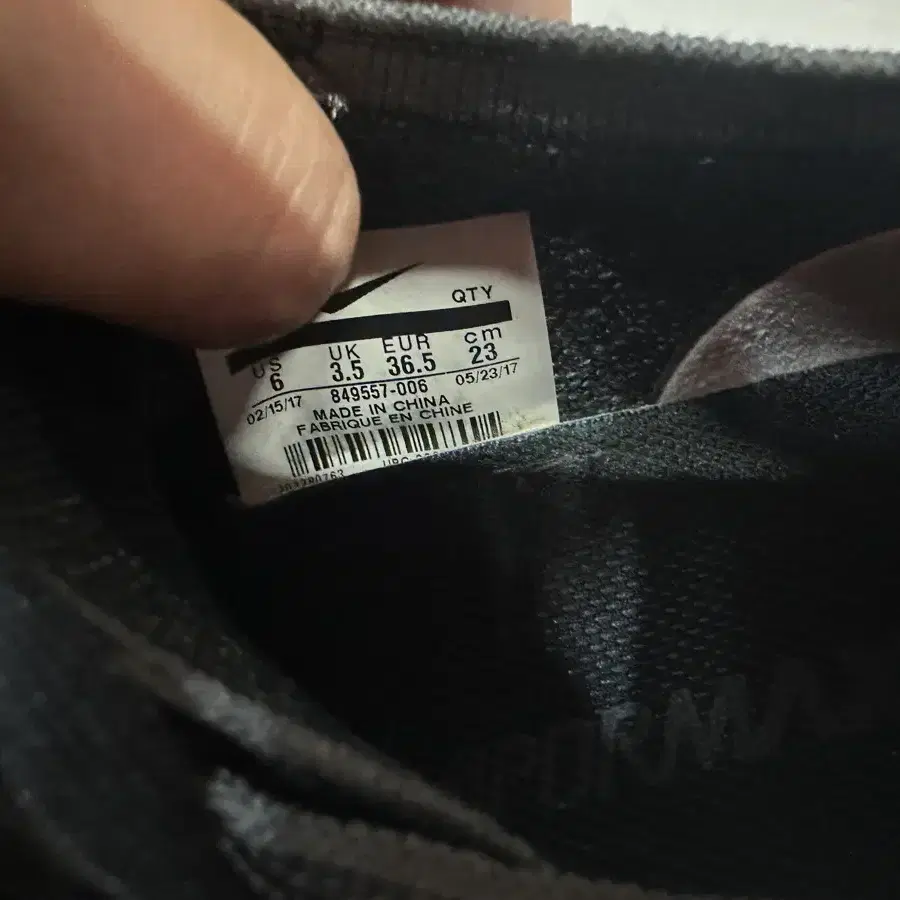 QTY
US UK EUR cm
6 3.5 36.5 23
02/15/17 849557-006 05/23/17
MADE IN CHINA
FABRIQUE EN CHINE